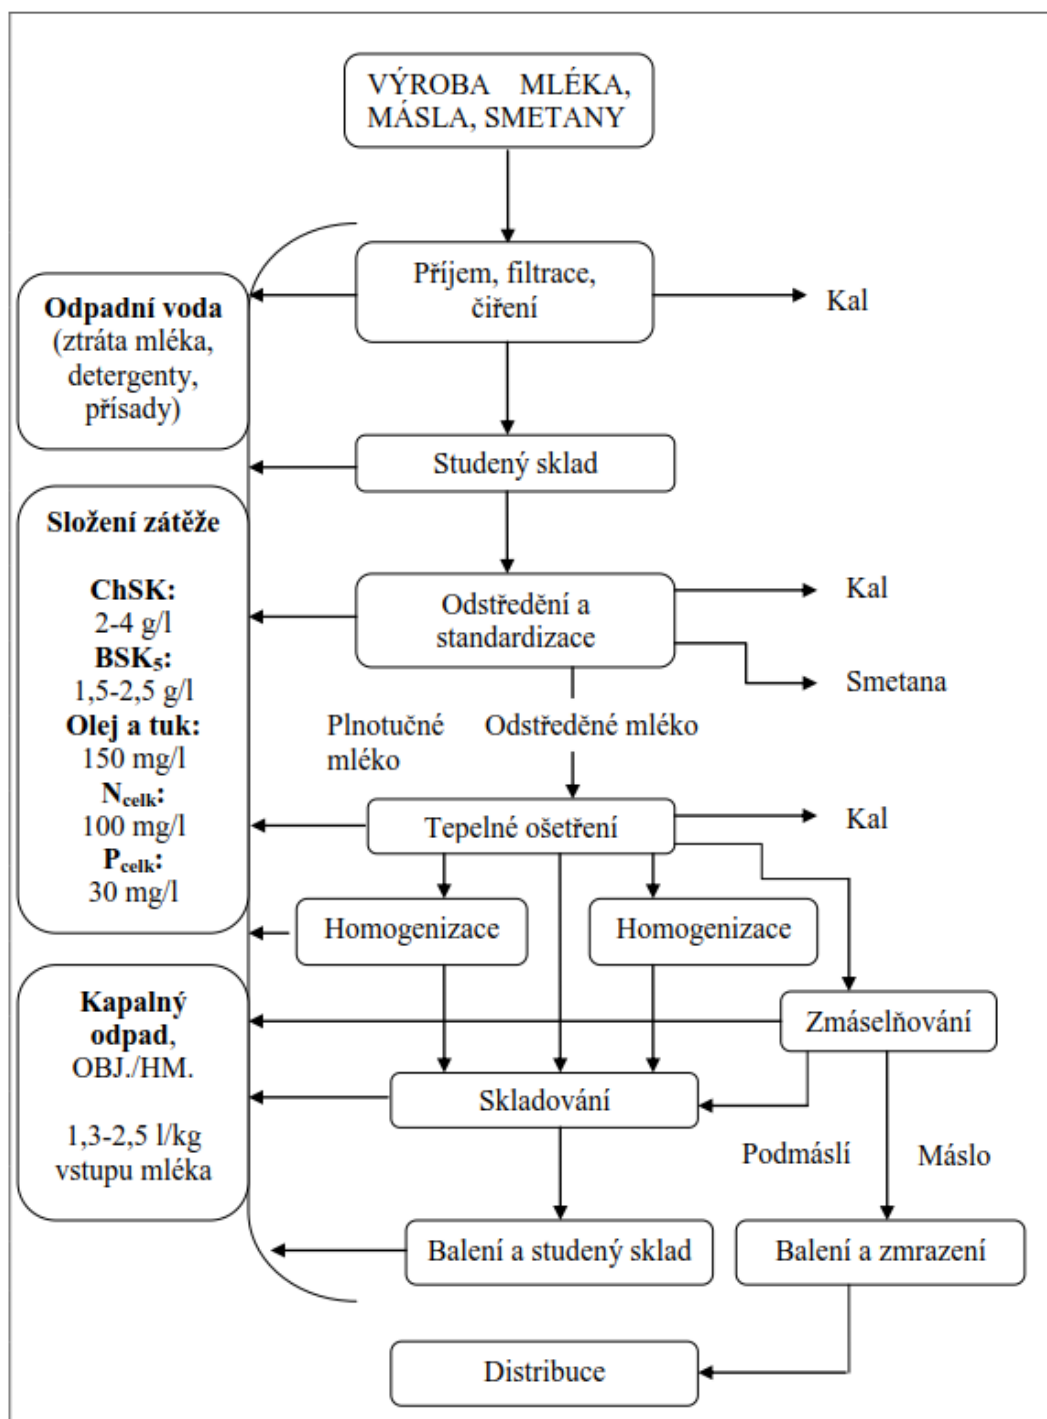 VÝROBA MLÉKA,
MÁSLA, SMETANY
Příjem, filtrace,
čiření
Kal
Odpadní voda
(ztráta mléka,
detergenty,
přísady)
Studený sklad
Složení zátěže
ChSK:
2-4 g/l
BSK₅:
1,5-2,5 g/l
Olej a tuk:
150 mg/l
Ncelk:
100 mg/l
Pcelk:
30 mg/l
Odstředění a
standardizace
Kal
Smetana
Plnotučné
mléko
Odstředěné mléko
Tepelné ošetření
Kal
Homogenizace
Homogenizace
Kapalný
odpad,
OBJ./HM.
1,3-2,5 l/kg
vstupu mléka
Zmáselňování
Skladování
Podmáslí
Máslo
Balení a studený sklad
Balení a zmrazení
Distribuce